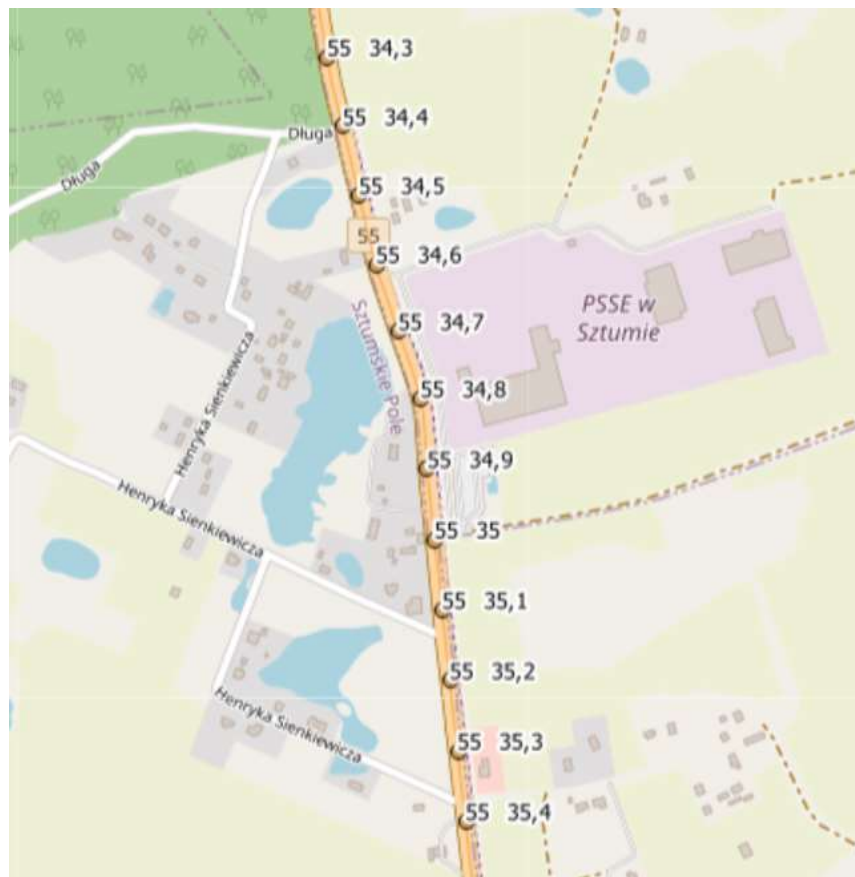 55 34,3
55 34,4
Długa
Długa
55 34,5
55
55 34,6
PSSE w
Sztumie
55 34,7
Sztumskie Pole
Henryka Sienkiewicza
55 34,8
55 34,9
Henryka Sienkiewicza
55 35
55 35,1
55 35,2
Henryka Sienkiewicza
55 35,3
55 35,4